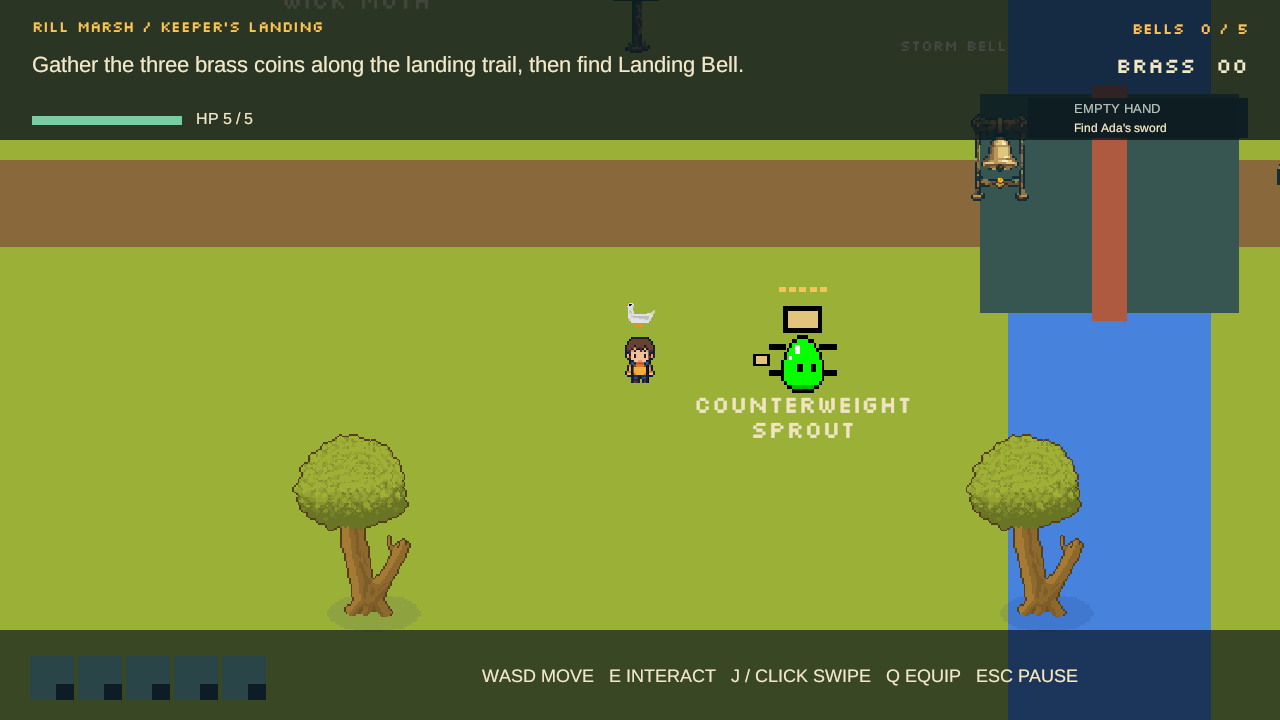 WICK MOTH
RILL MARSH / KEEPER'S LANDING
BELLS 0 / 5
STORM BELL
Gather the three brass coins along the landing trail, then find Landing Bell.
BRASS 00
EMPTY HAND
HP 5 / 5
Find Ada's sword
COUNTERWEIGHT
SPROUT
WASD MOVE E INTERACT J / CLICK SWIPE Q EQUIP ESC PAUSE